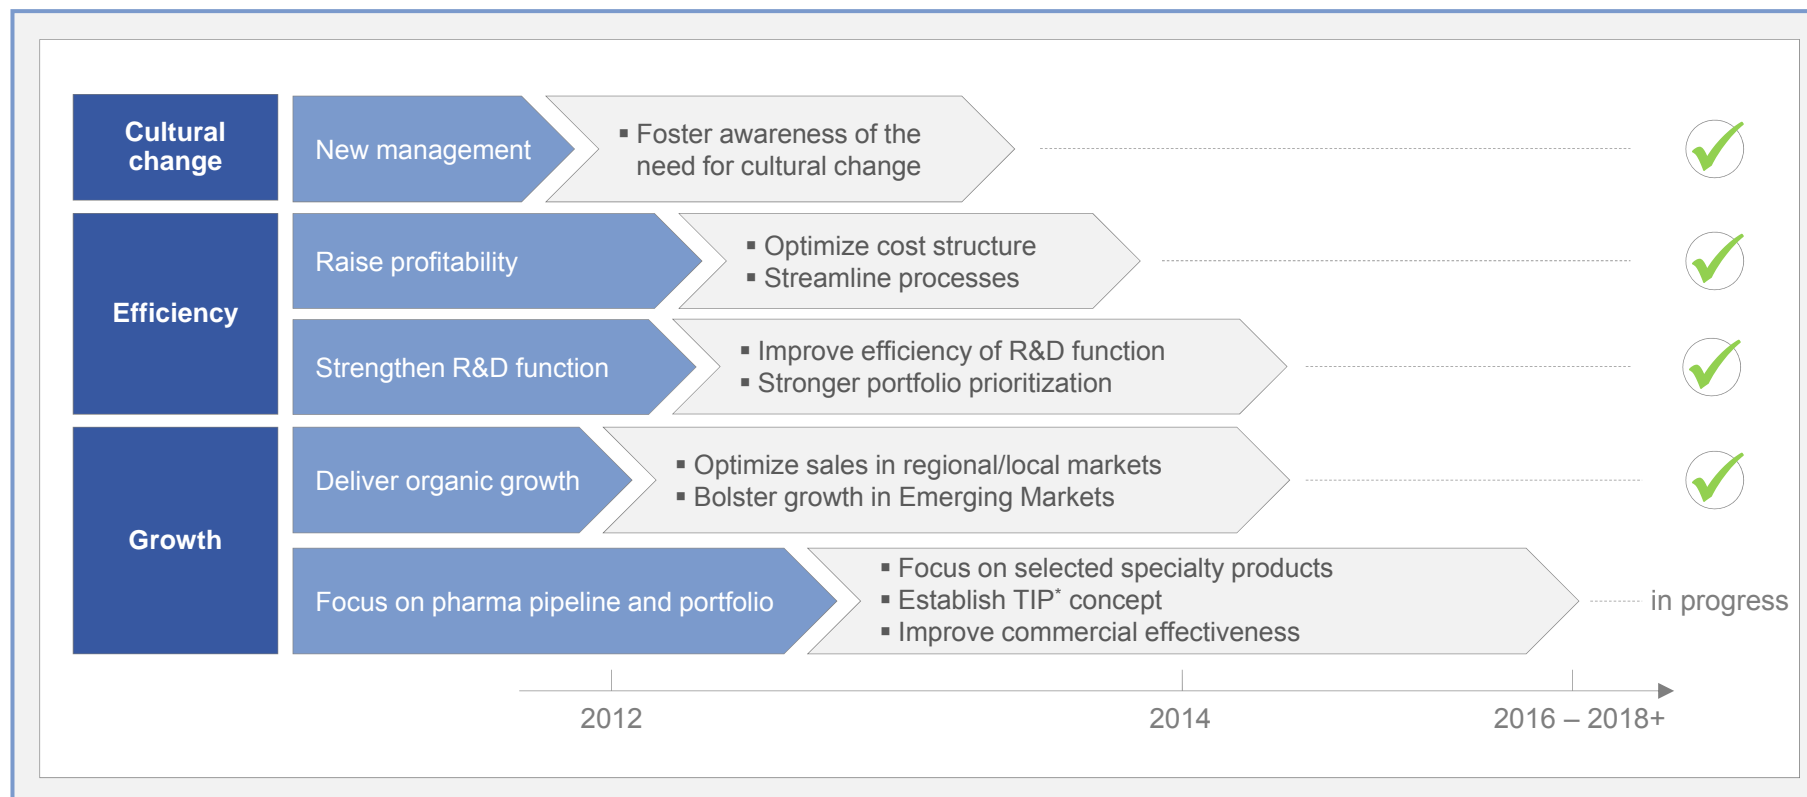 Cultural
change
New management
▪ Foster awareness of the
need for cultural change
Efficiency
Raise profitability
▪ Optimize cost structure
▪ Streamline processes
Strengthen R&D function
▪ Improve efficiency of R&D function
▪ Stronger portfolio prioritization
Growth
Deliver organic growth
▪ Optimize sales in regional/local markets
▪ Bolster growth in Emerging Markets
Focus on pharma pipeline and portfolio
▪ Focus on selected specialty products
▪ Establish TIP* concept
▪ Improve commercial effectiveness
in progress
2012
2014
2016 – 2018+